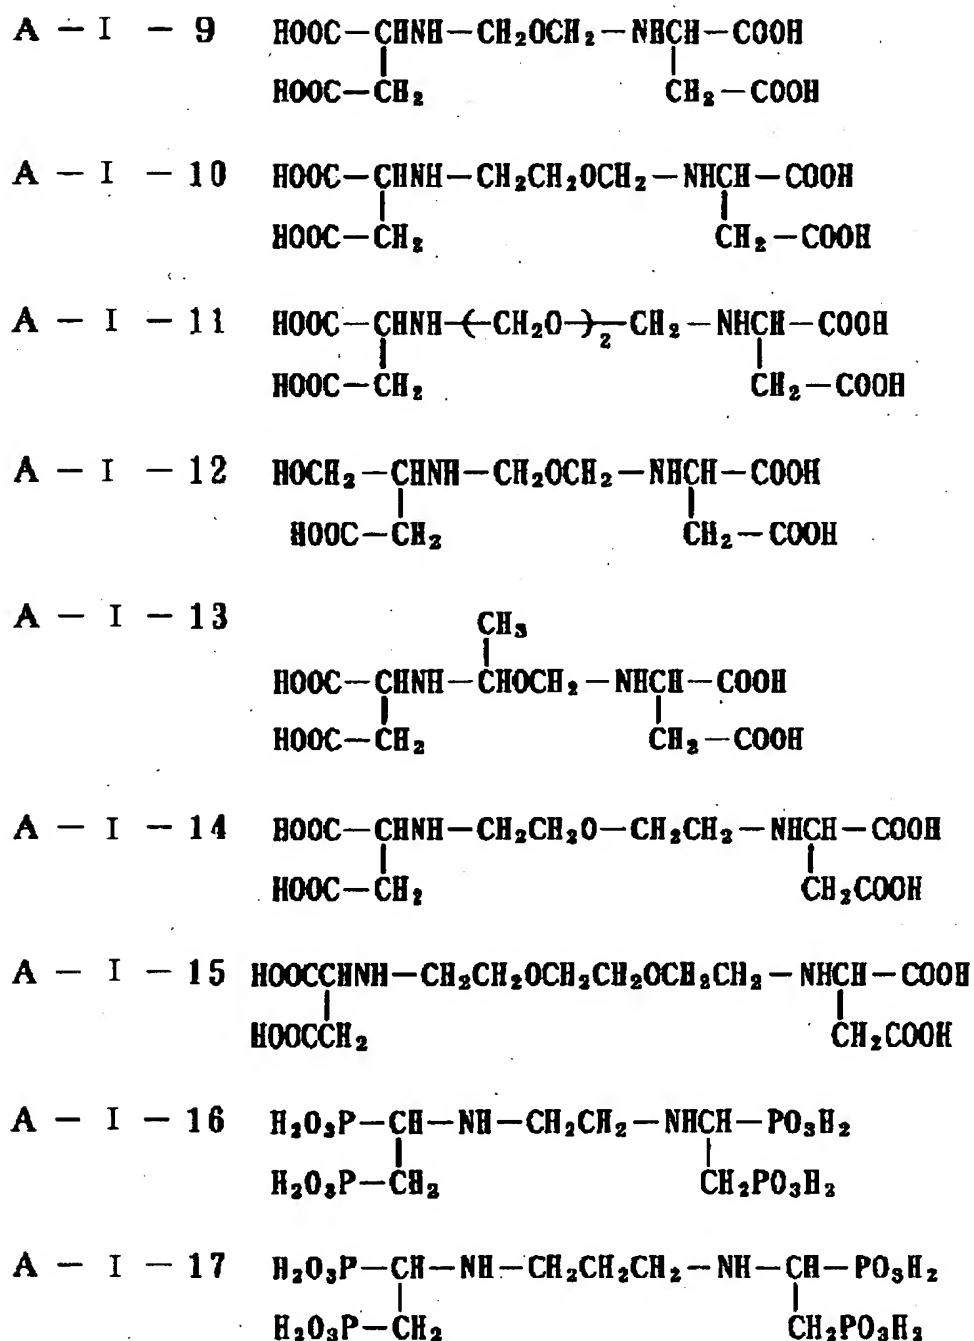 A - I - 9 HOOC-CHNH-CH₂OCH₂-NHCH-COOH
HOOC-CH₂ CH₂-COOH
A - I - 10 HOOC-CHNH-CH₂CH₂OCH₂-NHCH-COOH
HOOC-CH₂ CH₂-COOH
A - I - 11 HOOC-CHNH-(-CH₂O-)₂-CH₂-NHCH-COOH
HOOC-CH₂ CH₂-COOH
A - I - 12 HOCH₂-CHNH-CH₂OCH₂-NHCH-COOH
HOOC-CH₂ CH₂-COOH
A - I - 13
CH₃
HOOC-CHNH-CHOCH₂-NHCH-COOH
HOOC-CH₂ CH₂-COOH
A - I - 14 HOOC-CHNH-CH₂CH₂O-CH₂CH₂-NHCH-COOH
HOOC-CH₂ CH₂COOH
A - I - 15 HOOCCHNH-CH₂CH₂OCH₂CH₂OCH₂CH₂-NHCH-COOH
HOOCCH₂ CH₂COOH
A - I - 16 H₂O₃P-CH-NH-CH₂CH₂-NHCH-PO₃H₂
H₂O₃P-CH₂ CH₂PO₃H₂
A - I - 17 H₂O₃P-CH-NH-CH₂CH₂CH₂-NH-CH-PO₃H₂
H₂O₃P-CH₂ CH₂PO₃H₂